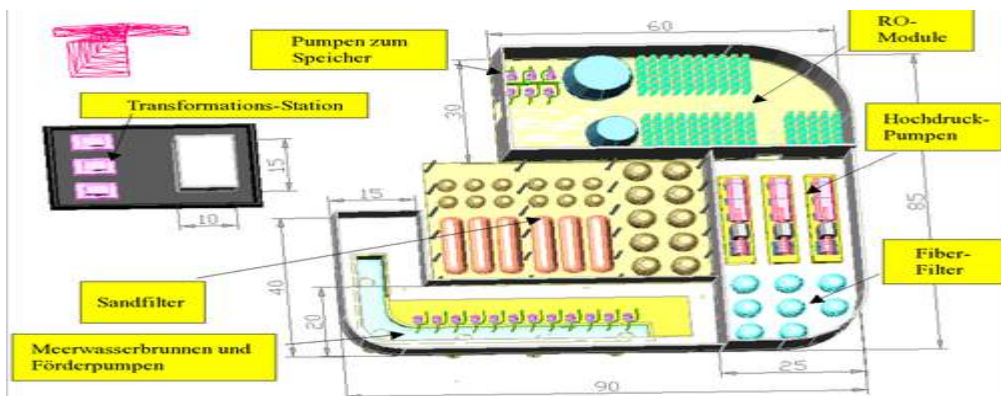 Pumpen zum
Speicher
60
RO-
Module
Transformations-Station
30
Hochdruck-
Pumpen
15
10
15
85
40
Fiber-
Filter
Sandfilter
20
Meerwasserbrunnen und
Förderpumpen
25
90